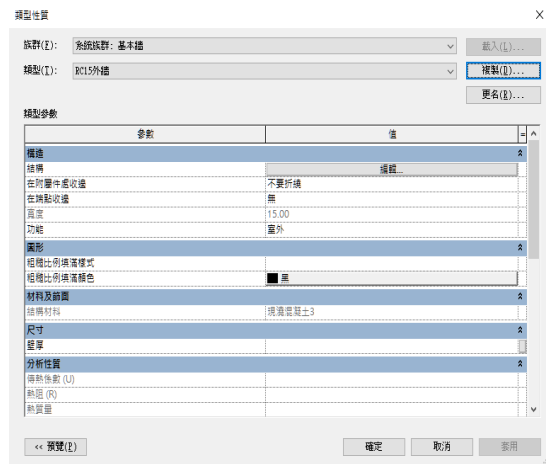 類型性質
族群(F): 系統族群: 基本牆 載入(L)...
類型(T): RC15外牆 複製(D)...
更名(R)...
類型參數
參數 值 =
構造
結構 編輯...
在附屬件處收邊 不要折繞
在端點收邊 無
寬度 15.00
功能 室外
圖形
粗糙比例填滿樣式
粗糙比例填滿顏色 黑
材料及飾面
結構材料 現澆混凝土3
尺寸
壁厚
分析性質
傳熱係數 (U)
熱阻 (R)
熱質量
<< 預覽(P) 確定 取消 套用